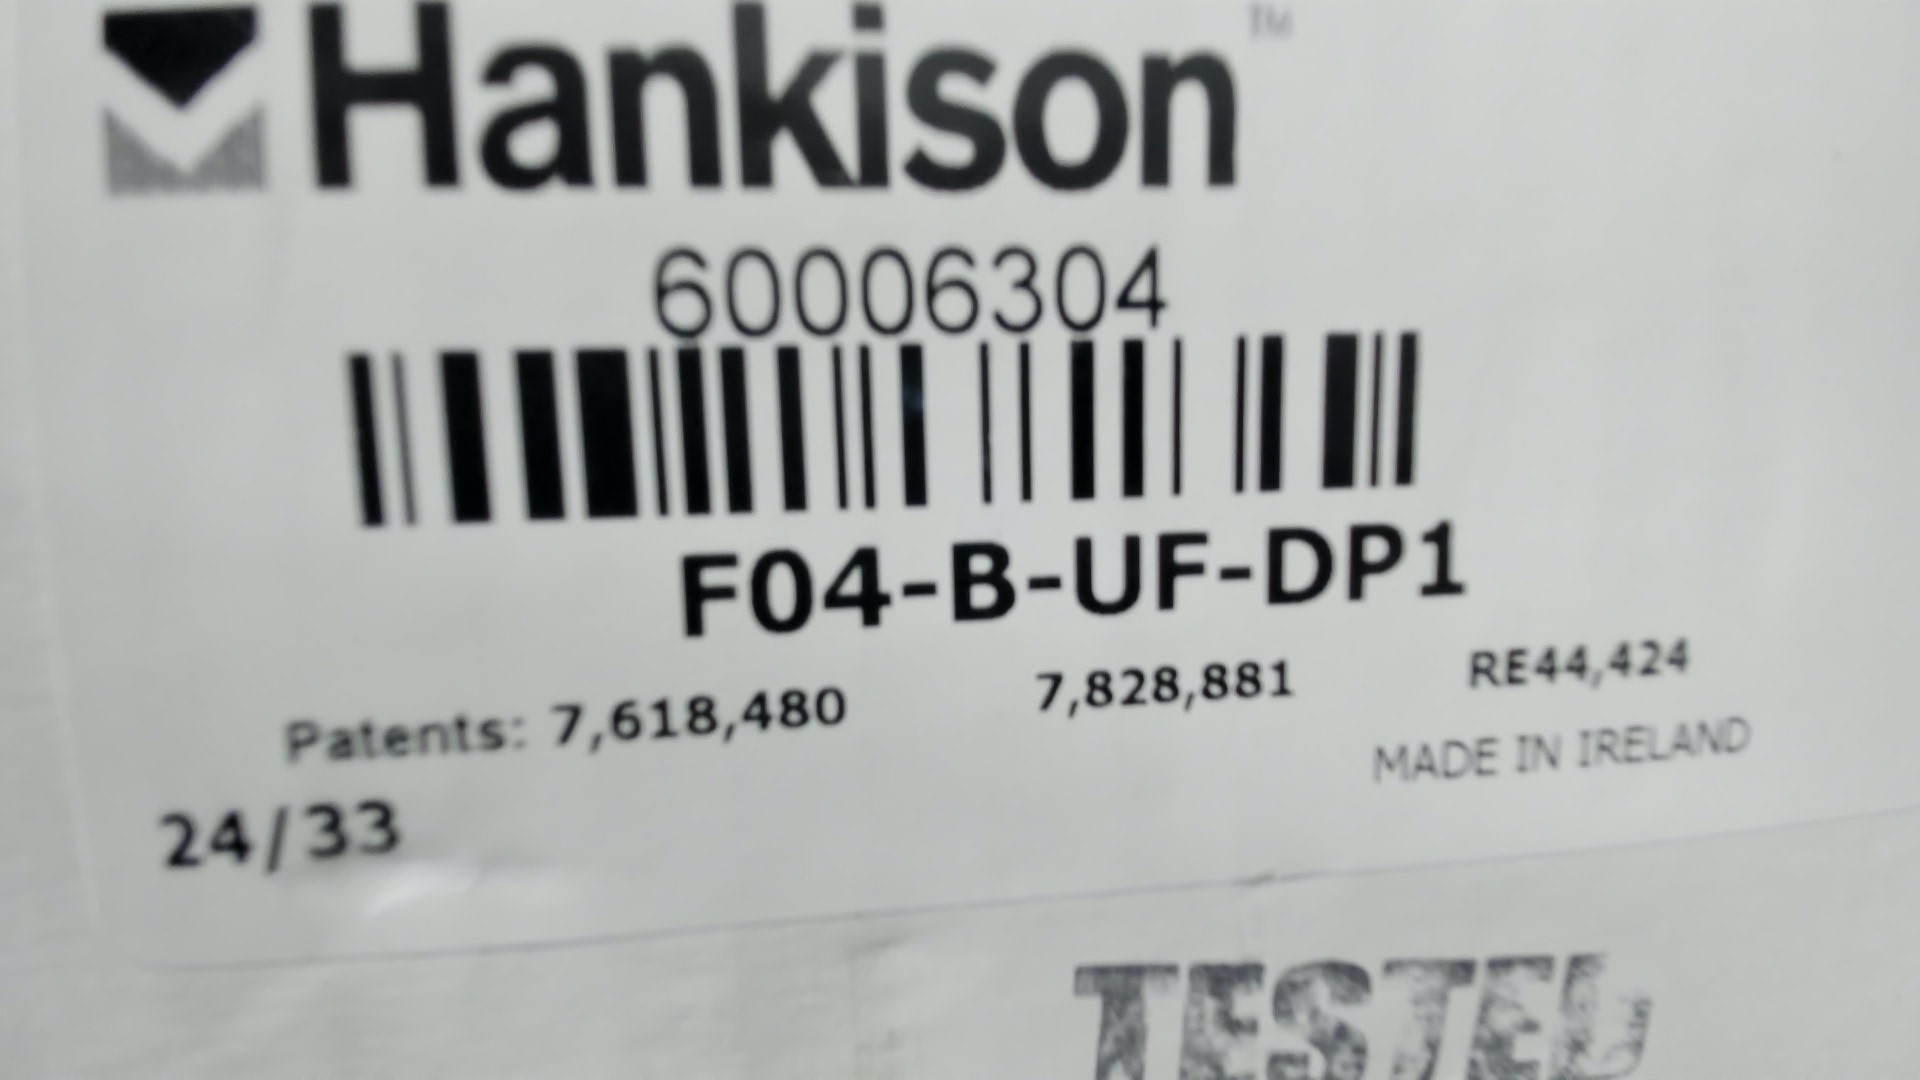 Hankison™
60006304
F04-B-UF-DP1
Patents: 7,618,480 7,828,881 RE44,424
MADE IN IRELAND
24/33
TESTED